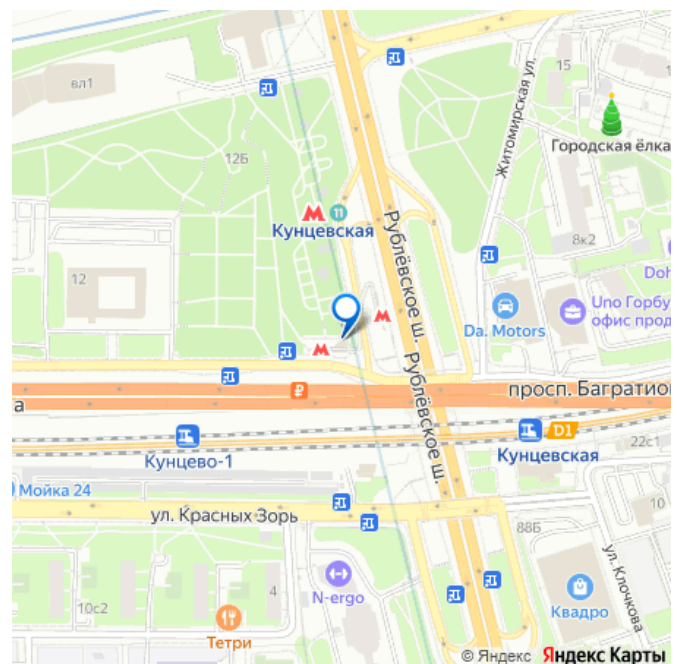 вл1
15
Житомирская ул.
Городская ёлка
12Б
М
11
Кунцевская
Рублёвское ш.
8к2
Doh
12
М
Da. Motors
Uno Горбу
офис прод
М
Рублёвское ш.
₽
просп. Багратио
а
D1
Кунцево-1
Кунцевская
22с1
Мойка 24
ул. Красных Зорь
10
88Б
ул. Клочкова
N-ergo
4
10с2
Квадро
Тетри
© Яндекс Яндекс Карты